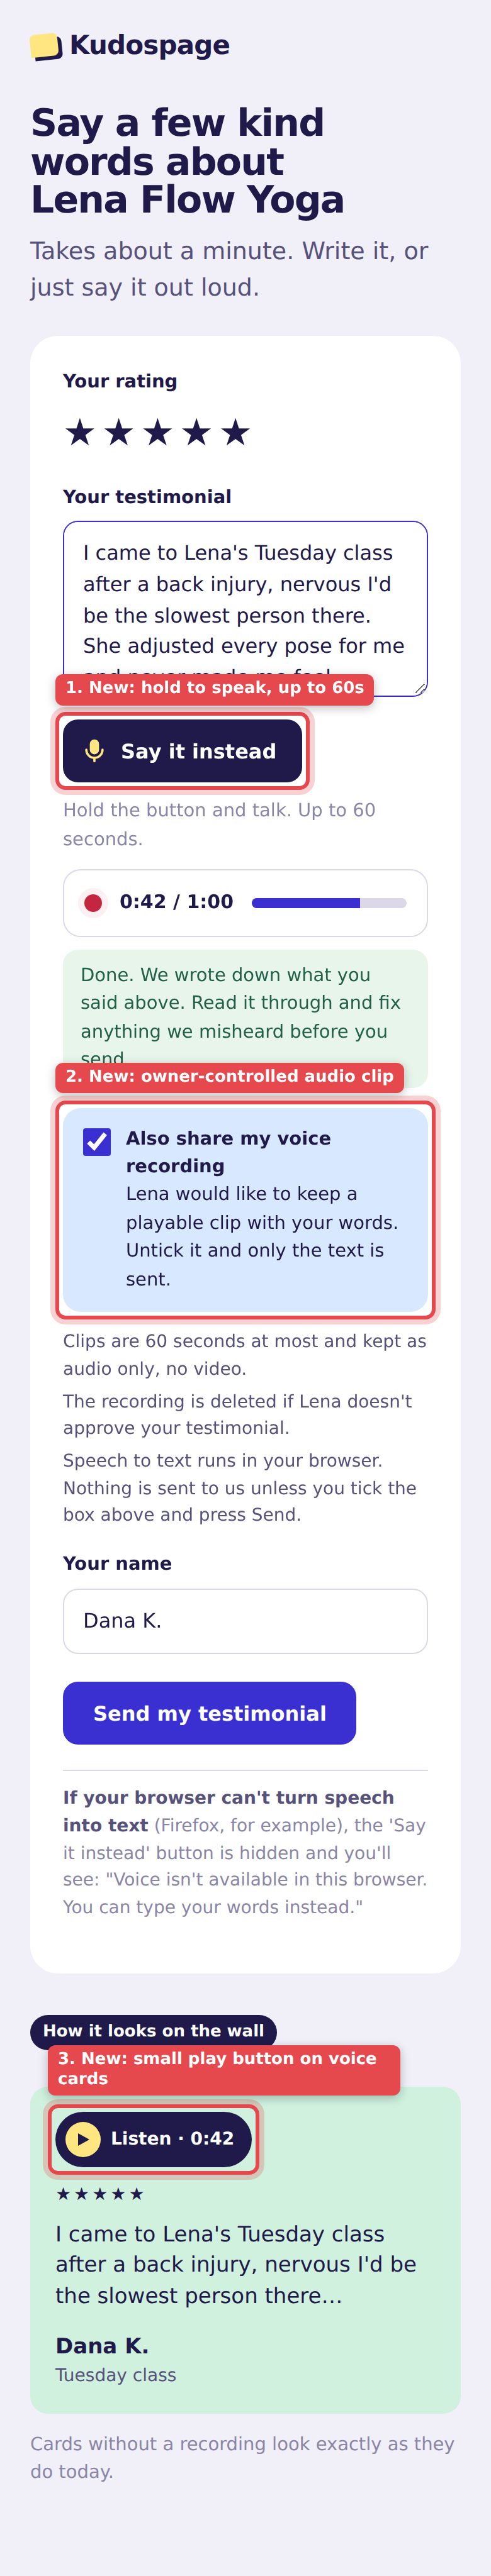 Kudospage
Say a few kind
words about
Lena Flow Yoga
Takes about a minute. Write it, or
just say it out loud.
Your rating
★★★★★
Your testimonial
I came to Lena's Tuesday class
after a back injury, nervous I'd
be the slowest person there.
She adjusted every pose for me
1. New: hold to speak, up to 60s
Say it instead
Hold the button and talk. Up to 60
seconds.
0:42 / 1:00
Done. We wrote down what you
said above. Read it through and fix
anything we misheard before you
send
2. New: owner-controlled audio clip
Also share my voice
recording
Lena would like to keep a
playable clip with your words.
Untick it and only the text is
sent.
Clips are 60 seconds at most and kept as
audio only, no video.
The recording is deleted if Lena doesn't
approve your testimonial.
Speech to text runs in your browser.
Nothing is sent to us unless you tick the
box above and press Send.
Your name
Dana K.
Send my testimonial
If your browser can't turn speech
into text (Firefox, for example), the 'Say
it instead' button is hidden and you'll
see: "Voice isn't available in this browser.
You can type your words instead."
How it looks on the wall
3. New: small play button on voice
cards
Listen · 0:42
★★★★★
I came to Lena's Tuesday class
after a back injury, nervous I'd be
the slowest person there…
Dana K.
Tuesday class
Cards without a recording look exactly as they
do today.